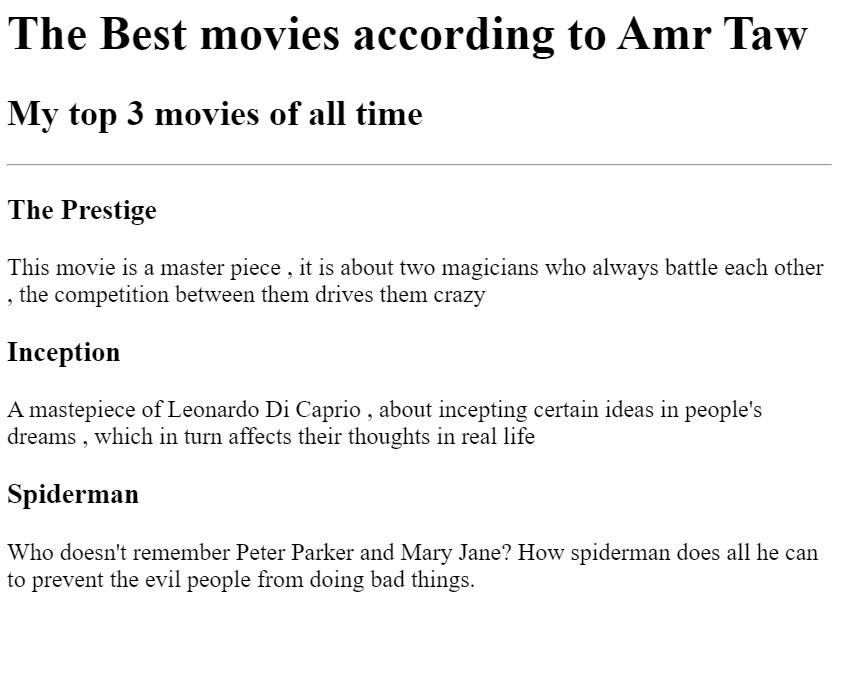 The Best movies according to Amr Taw
My top 3 movies of all time
The Prestige
This movie is a master piece , it is about two magicians who always battle each other
, the competition between them drives them crazy
Inception
A mastepiece of Leonardo Di Caprio , about incepting certain ideas in people's
dreams , which in turn affects their thoughts in real life
Spiderman
Who doesn't remember Peter Parker and Mary Jane? How spiderman does all he can
to prevent the evil people from doing bad things.